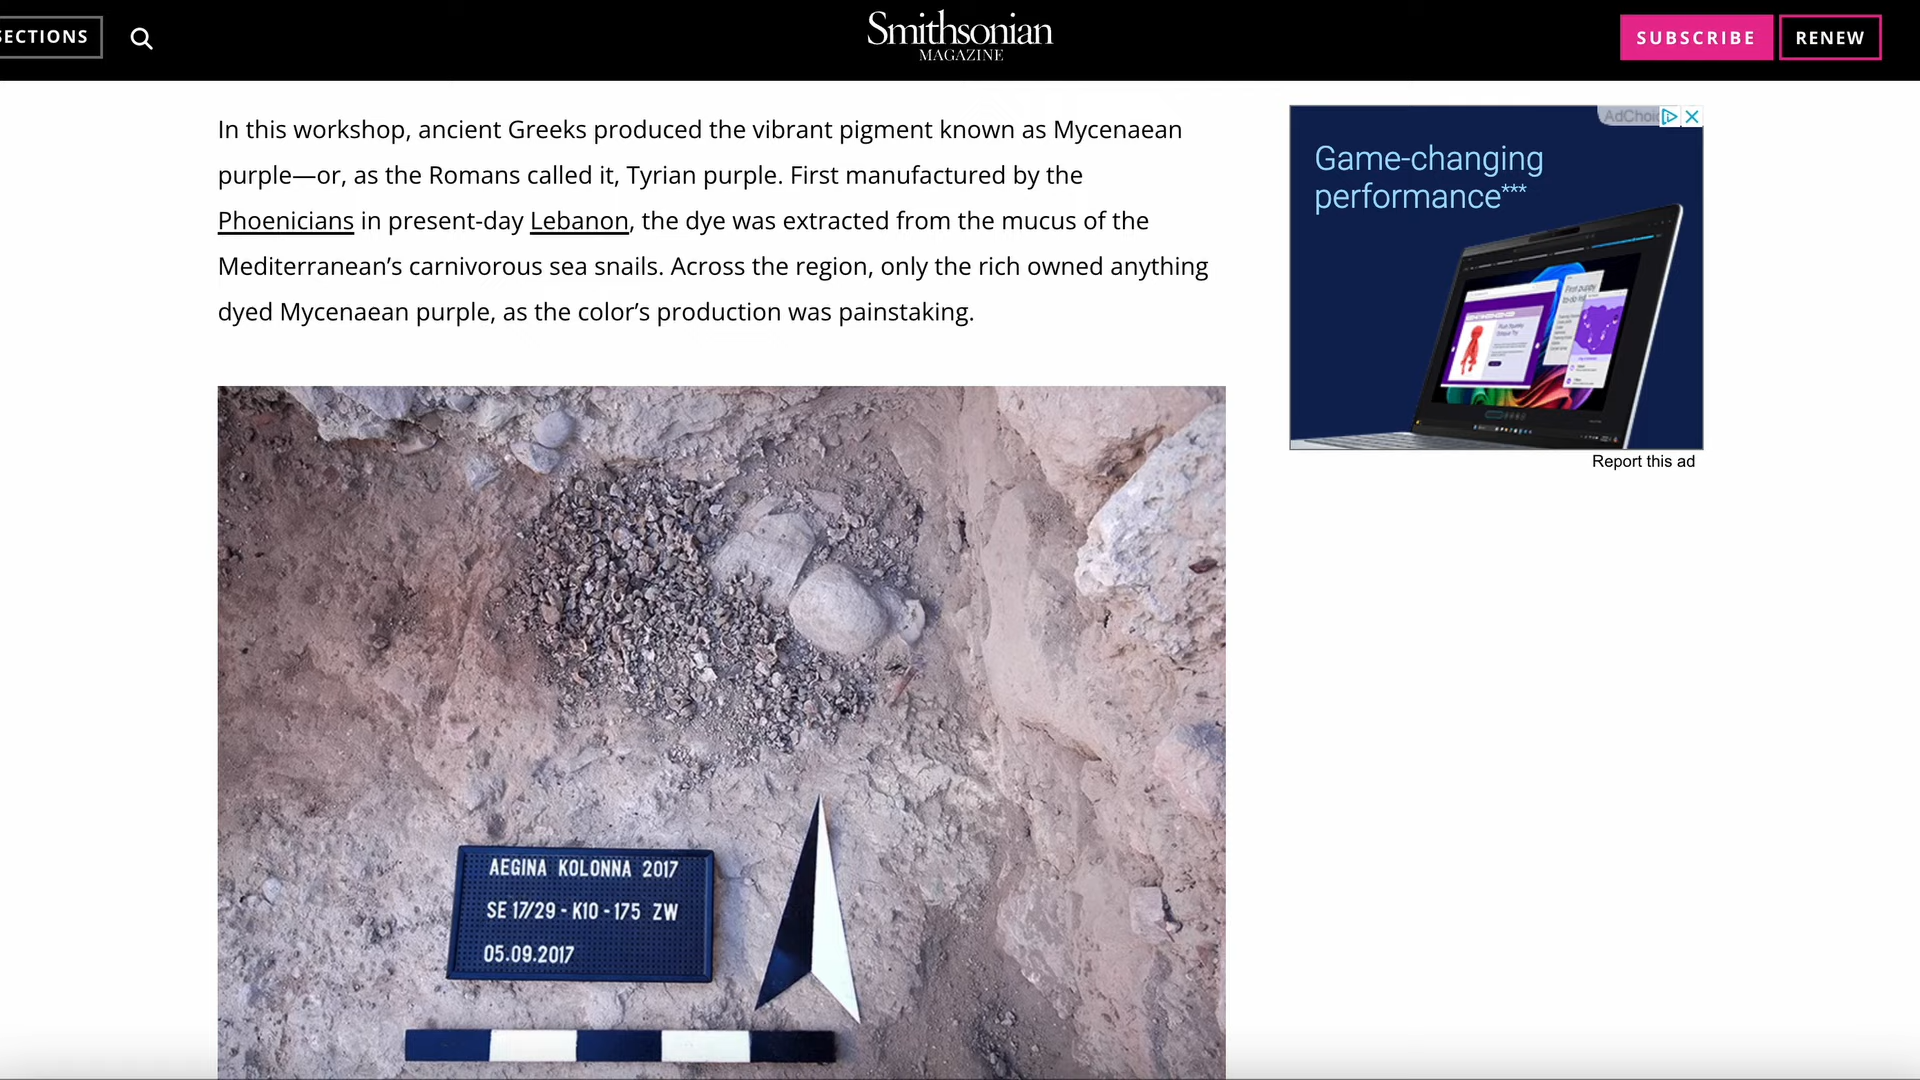 SECTIONS
Smithsonian
MAGAZINE
SUBSCRIBE
RENEW
In this workshop, ancient Greeks produced the vibrant pigment known as Mycenaean
purple—or, as the Romans called it, Tyrian purple. First manufactured by the
Phoenicians in present-day Lebanon, the dye was extracted from the mucus of the
Mediterranean’s carnivorous sea snails. Across the region, only the rich owned anything
dyed Mycenaean purple, as the color’s production was painstaking.
Game-changing
performance***
Report this ad
AEGINA KOLONNA 2017
SE 17/29 - K10 - 175 ZW
05.09.2017